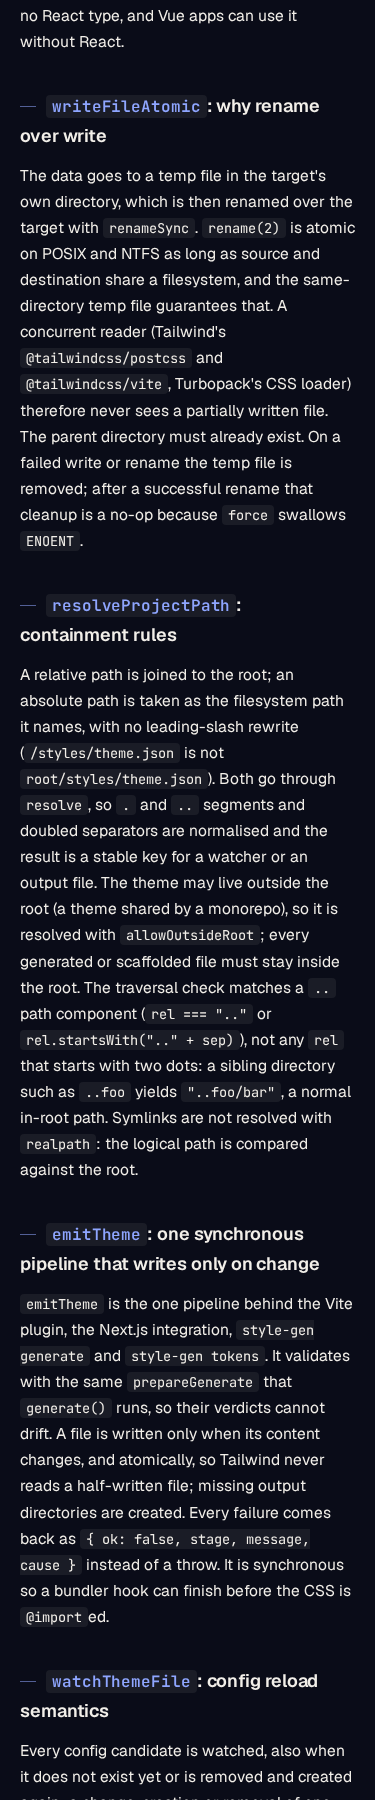 no React type, and Vue apps can use it
without React.
— writeFileAtomic: why rename
over write
The data goes to a temp file in the target's
own directory, which is then renamed over the
target with renameSync. rename(2) is atomic
on POSIX and NTFS as long as source and
destination share a filesystem, and the same-
directory temp file guarantees that. A
concurrent reader (Tailwind's
@tailwindcss/postcss and
@tailwindcss/vite, Turbopack's CSS loader)
therefore never sees a partially written file.
The parent directory must already exist. On a
failed write or rename the temp file is
removed; after a successful rename that
cleanup is a no-op because force swallows
ENOENT.
— resolveProjectPath:
containment rules
A relative path is joined to the root; an
absolute path is taken as the filesystem path
it names, with no leading-slash rewrite
(/styles/theme.json is not
root/styles/theme.json). Both go through
resolve, so . and .. segments and
doubled separators are normalised and the
result is a stable key for a watcher or an
output file. The theme may live outside the
root (a theme shared by a monorepo), so it is
resolved with allowOutsideRoot; every
generated or scaffolded file must stay inside
the root. The traversal check matches a ..
path component (rel === ".." or
rel.startsWith(".." + sep)), not any rel
that starts with two dots: a sibling directory
such as ..foo yields "..foo/bar", a normal
in-root path. Symlinks are not resolved with
realpath: the logical path is compared
against the root.
— emitTheme: one synchronous
pipeline that writes only on change
emitTheme is the one pipeline behind the Vite
plugin, the Next.js integration, style-gen
generate and style-gen tokens. It validates
with the same prepareGenerate that
generate() runs, so their verdicts cannot
drift. A file is written only when its content
changes, and atomically, so Tailwind never
reads a half-written file; missing output
directories are created. Every failure comes
back as { ok: false, stage, message,
cause } instead of a throw. It is synchronous
so a bundler hook can finish before the CSS is
@imported.
— watchThemeFile: config reload
semantics
Every config candidate is watched, also when
it does not exist yet or is removed and created